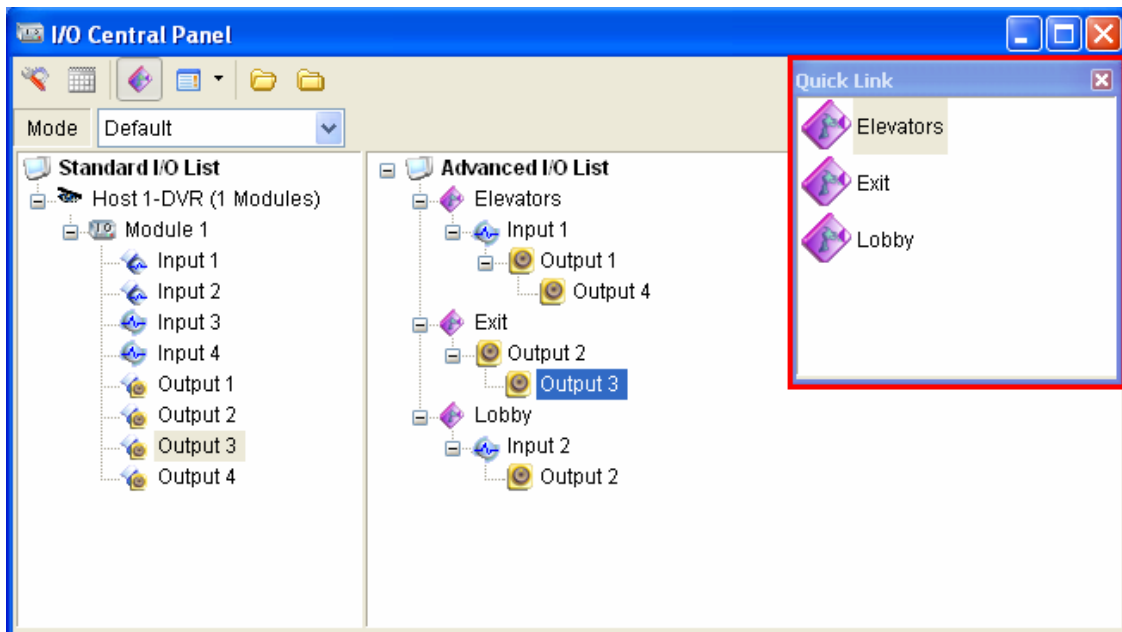 I/O Central Panel
Mode Default
Standard I/O List
Host 1-DVR (1 Modules)
Module 1
Input 1
Input 2
Input 3
Input 4
Output 1
Output 2
Output 3
Output 4
Advanced I/O List
Elevators
Input 1
Output 1
Output 4
Exit
Output 2
Output 3
Lobby
Input 2
Output 2
Quick Link
Elevators
Exit
Lobby